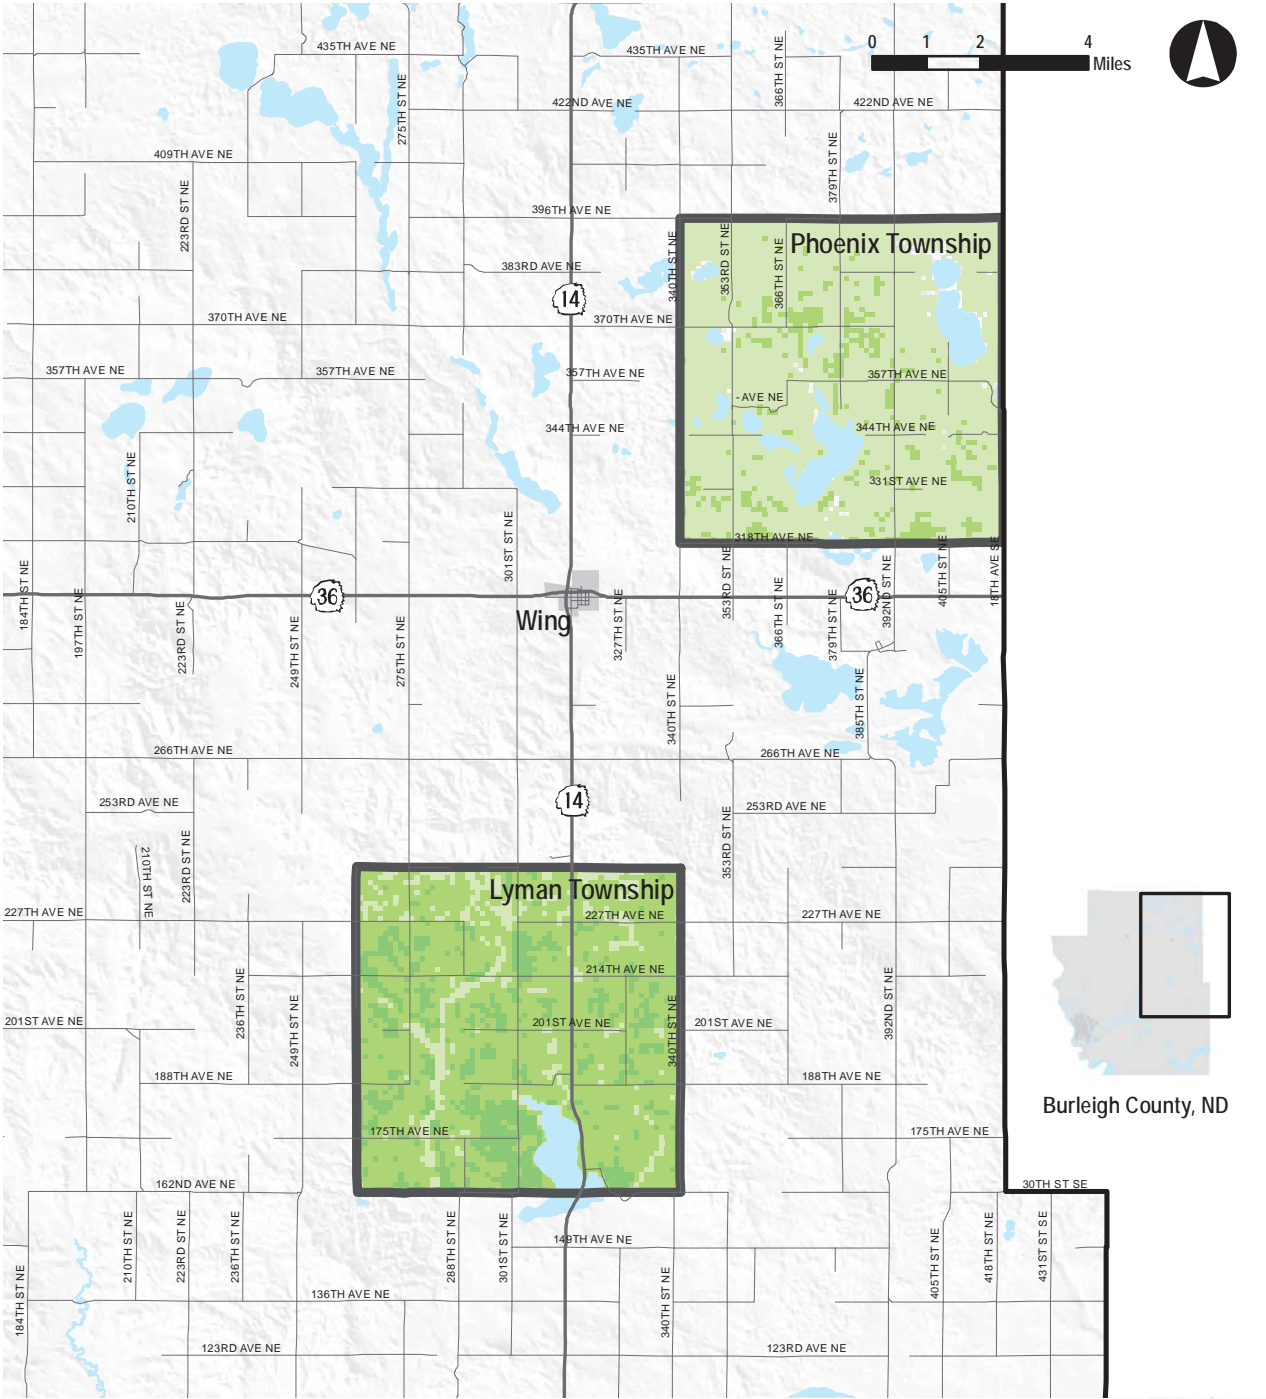 0 1 2 4
Miles
435TH AVE NE
435TH AVE NE
366TH ST NE
275TH ST NE
422ND AVE NE
422ND AVE NE
409TH AVE NE
379TH ST NE
223RD ST NE
396TH AVE NE
Phoenix Township
340TH ST NE
353RD ST NE
366TH ST NE
383RD AVE NE
14
370TH AVE NE
370TH AVE NE
357TH AVE NE
357TH AVE NE
357TH AVE NE
357TH AVE NE
- AVE NE
344TH AVE NE
344TH AVE NE
210TH ST NE
331ST AVE NE
301ST ST NE
318TH AVE NE
184TH ST NE
197TH ST NE
223RD ST NE
249TH ST NE
36
275TH ST NE
Wing
327TH ST NE
353RD ST NE
366TH ST NE
379TH ST NE
36
392ND ST NE
405TH ST NE
18TH AVE SE
340TH ST NE
385TH ST NE
266TH AVE NE
266TH AVE NE
14
253RD AVE NE
253RD AVE NE
210TH ST NE
223RD ST NE
353RD ST NE
Lyman Township
227TH AVE NE
227TH AVE NE
227TH AVE NE
214TH AVE NE
236TH ST NE
249TH ST NE
340TH ST NE
392ND ST NE
201ST AVE NE
201ST AVE NE
201ST AVE NE
188TH AVE NE
188TH AVE NE
Burleigh County, ND
175TH AVE NE
175TH AVE NE
162ND AVE NE
30TH ST SE
210TH ST NE
223RD ST NE
236TH ST NE
288TH ST NE
301ST ST NE
149TH AVE NE
405TH ST NE
418TH ST NE
431ST ST SE
184TH ST NE
340TH ST NE
136TH AVE NE
123RD AVE NE
123RD AVE NE